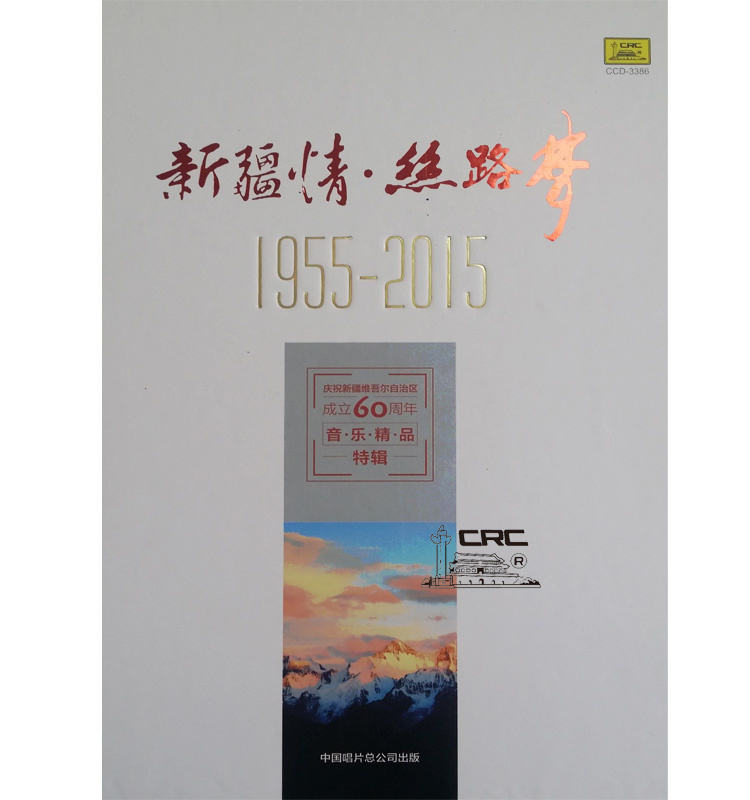 CRC
CCD-3386
新疆情·絲路梦
1955-2015
庆祝新疆维吾尔自治区
成立60周年
音·乐·精·品
特辑
CRC
®
中国唱片总公司出版